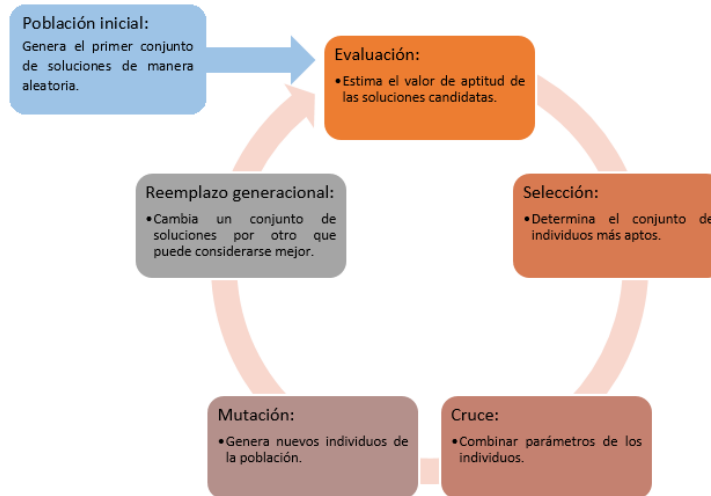 Población inicial:
Genera el primer conjunto
de soluciones de manera
aleatoria.
Evaluación:
•Estima el valor de aptitud de
las soluciones candidatas.
Selección:
•Determina el conjunto de
individuos más aptos.
Cruce:
•Combinar parámetros de los
individuos.
Mutación:
•Genera nuevos individuos de
la población.
Reemplazo generacional:
•Cambia un conjunto de
soluciones por otro que
puede considerarse mejor.